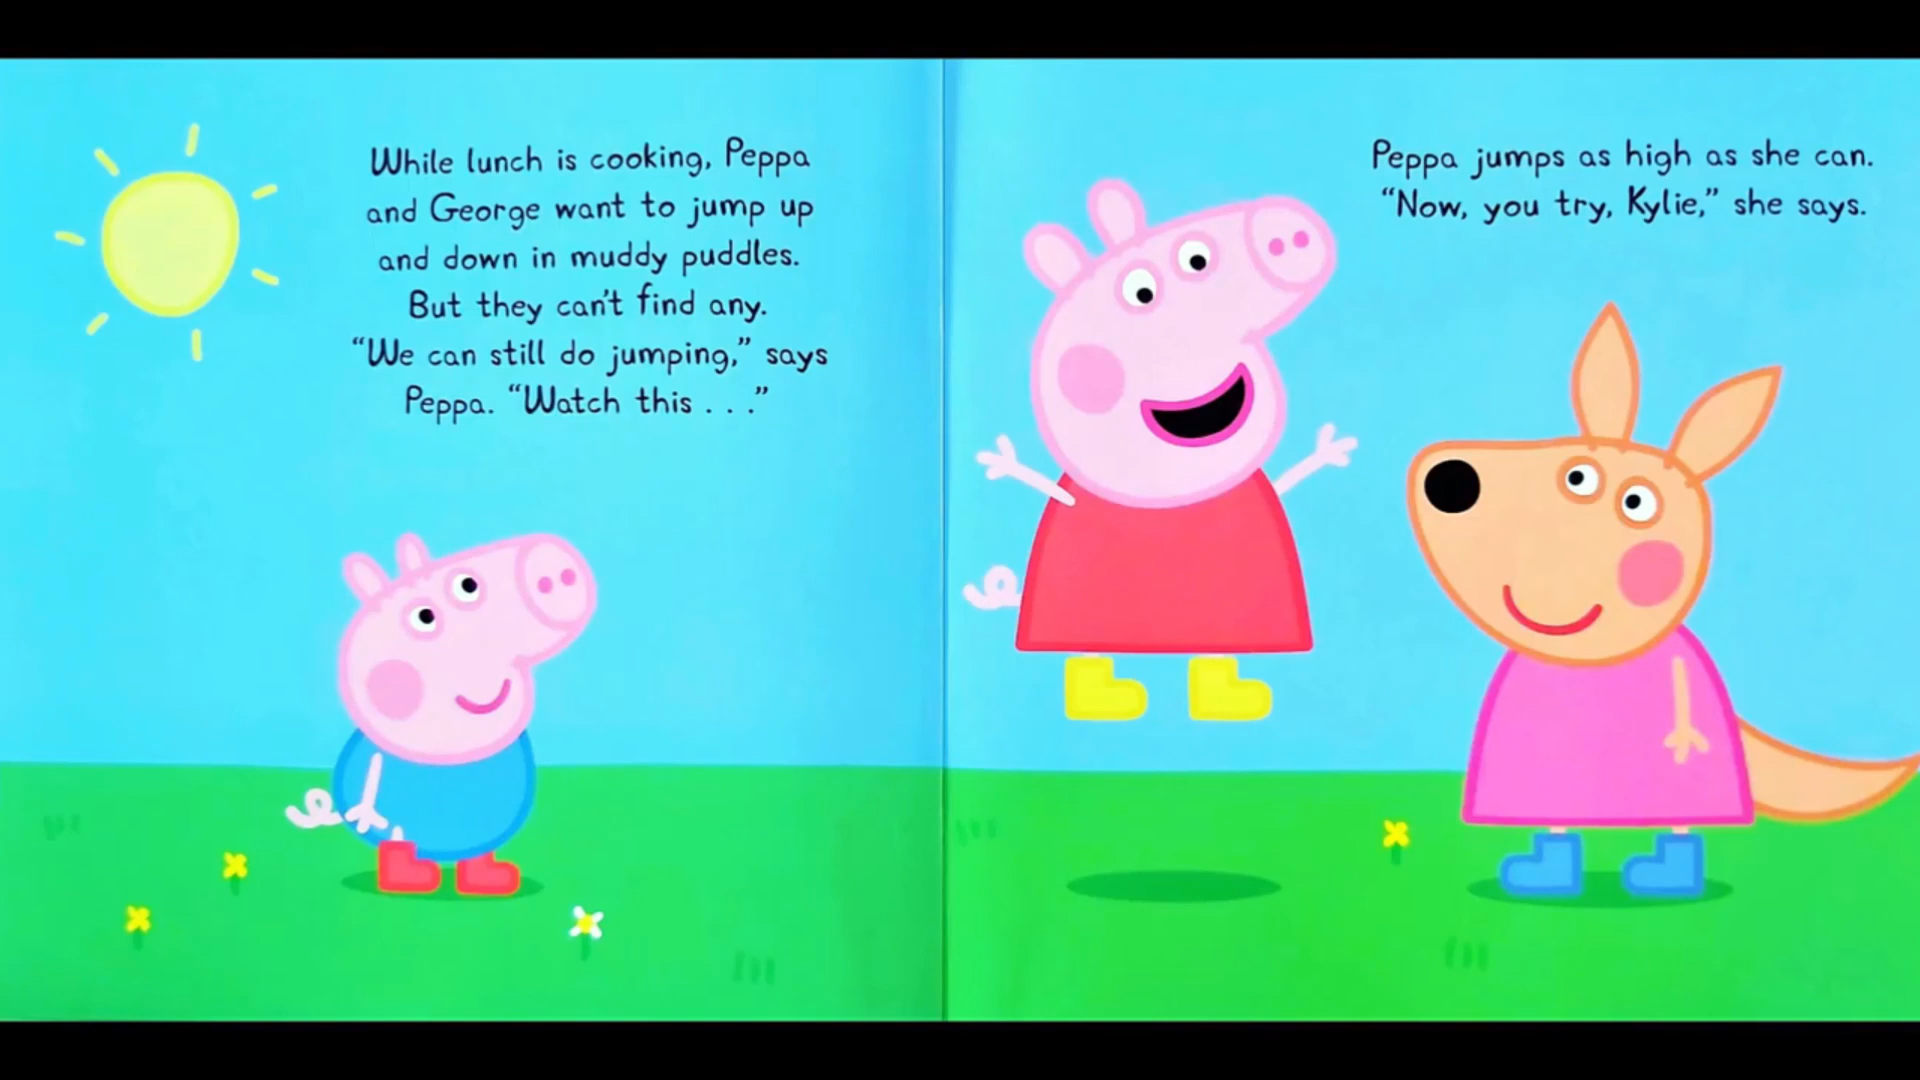 While lunch is cooking, Peppa
and George want to jump up
and down in muddy puddles.
But they can't find any.
“We can still do jumping,” says
Peppa. “Watch this . . .”
Peppa jumps as high as she can.
“Now, you try, Kylie,” she says.